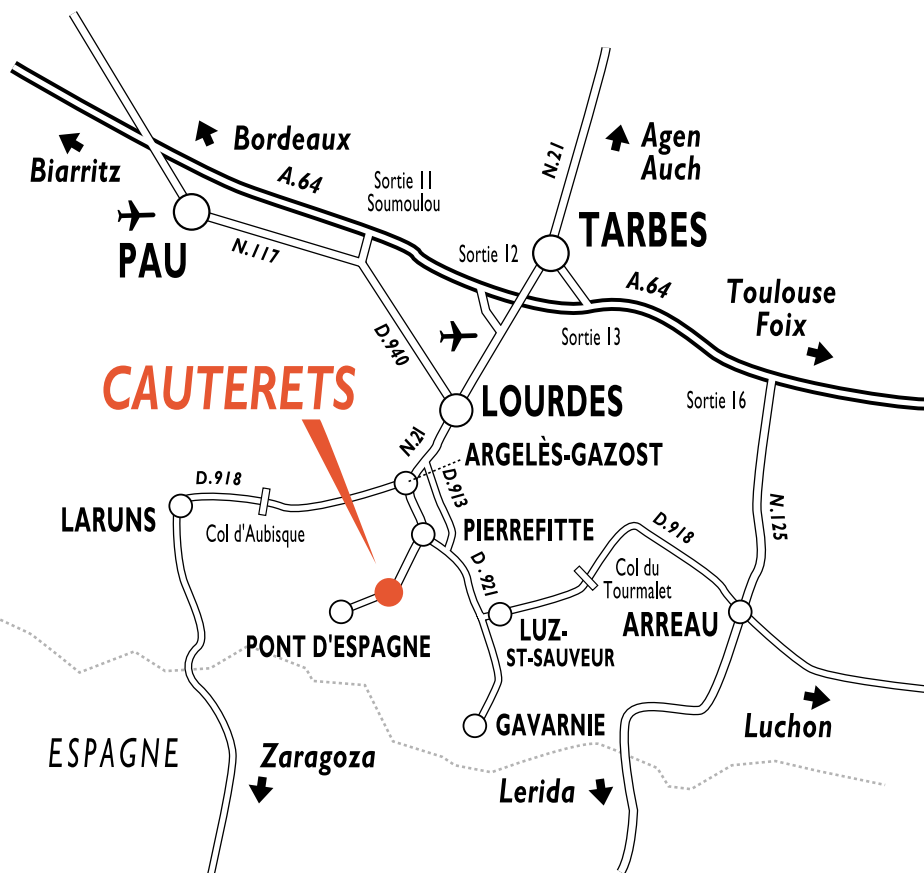 Bordeaux
Biarritz
A.64
Sortie 11
Soumoulou
N.21
Agen
Auch
PAU
N.117
Sortie 12
TARBES
A.64
Toulouse
Foix
Sortie 13
D.940
CAUTERETS
LOURDES
Sortie 16
N.21
ARGELÈS-GAZOST
D.918
D.913
LARUNS
Col d'Aubisque
PIERREFITTE
D.918
N.125
D.921
Col du
Tourmalet
PONT D'ESPAGNE
LUZ-
ST-SAUVEUR
ARREAU
GAVARNIE
Luchon
ESPAGNE
Zaragoza
Lerida